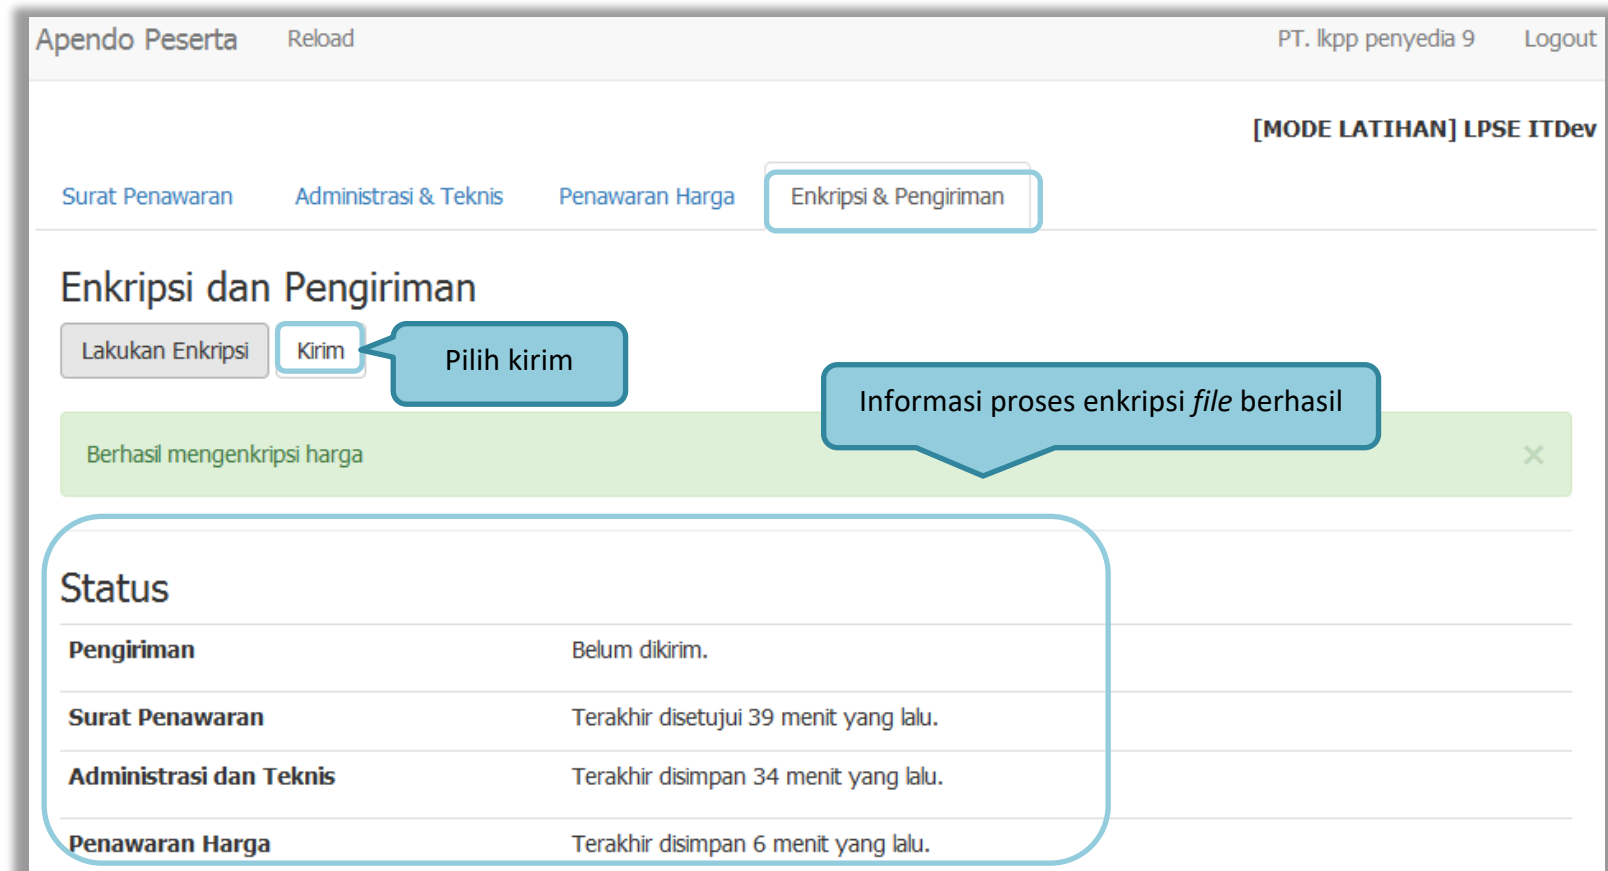 Apendo Peserta Reload PT. lkpp penyedia 9 Logout
[MODE LATIHAN] LPSE ITDev
Surat Penawaran Administrasi & Teknis Penawaran Harga Enkripsi & Pengiriman
Enkripsi dan Pengiriman
Lakukan Enkripsi Kirim Pilih kirim
Informasi proses enkripsi file berhasil
Berhasil mengenkripsi harga ×
Status
Pengiriman Belum dikirim.
Surat Penawaran Terakhir disetujui 39 menit yang lalu.
Administrasi dan Teknis Terakhir disimpan 34 menit yang lalu.
Penawaran Harga Terakhir disimpan 6 menit yang lalu.